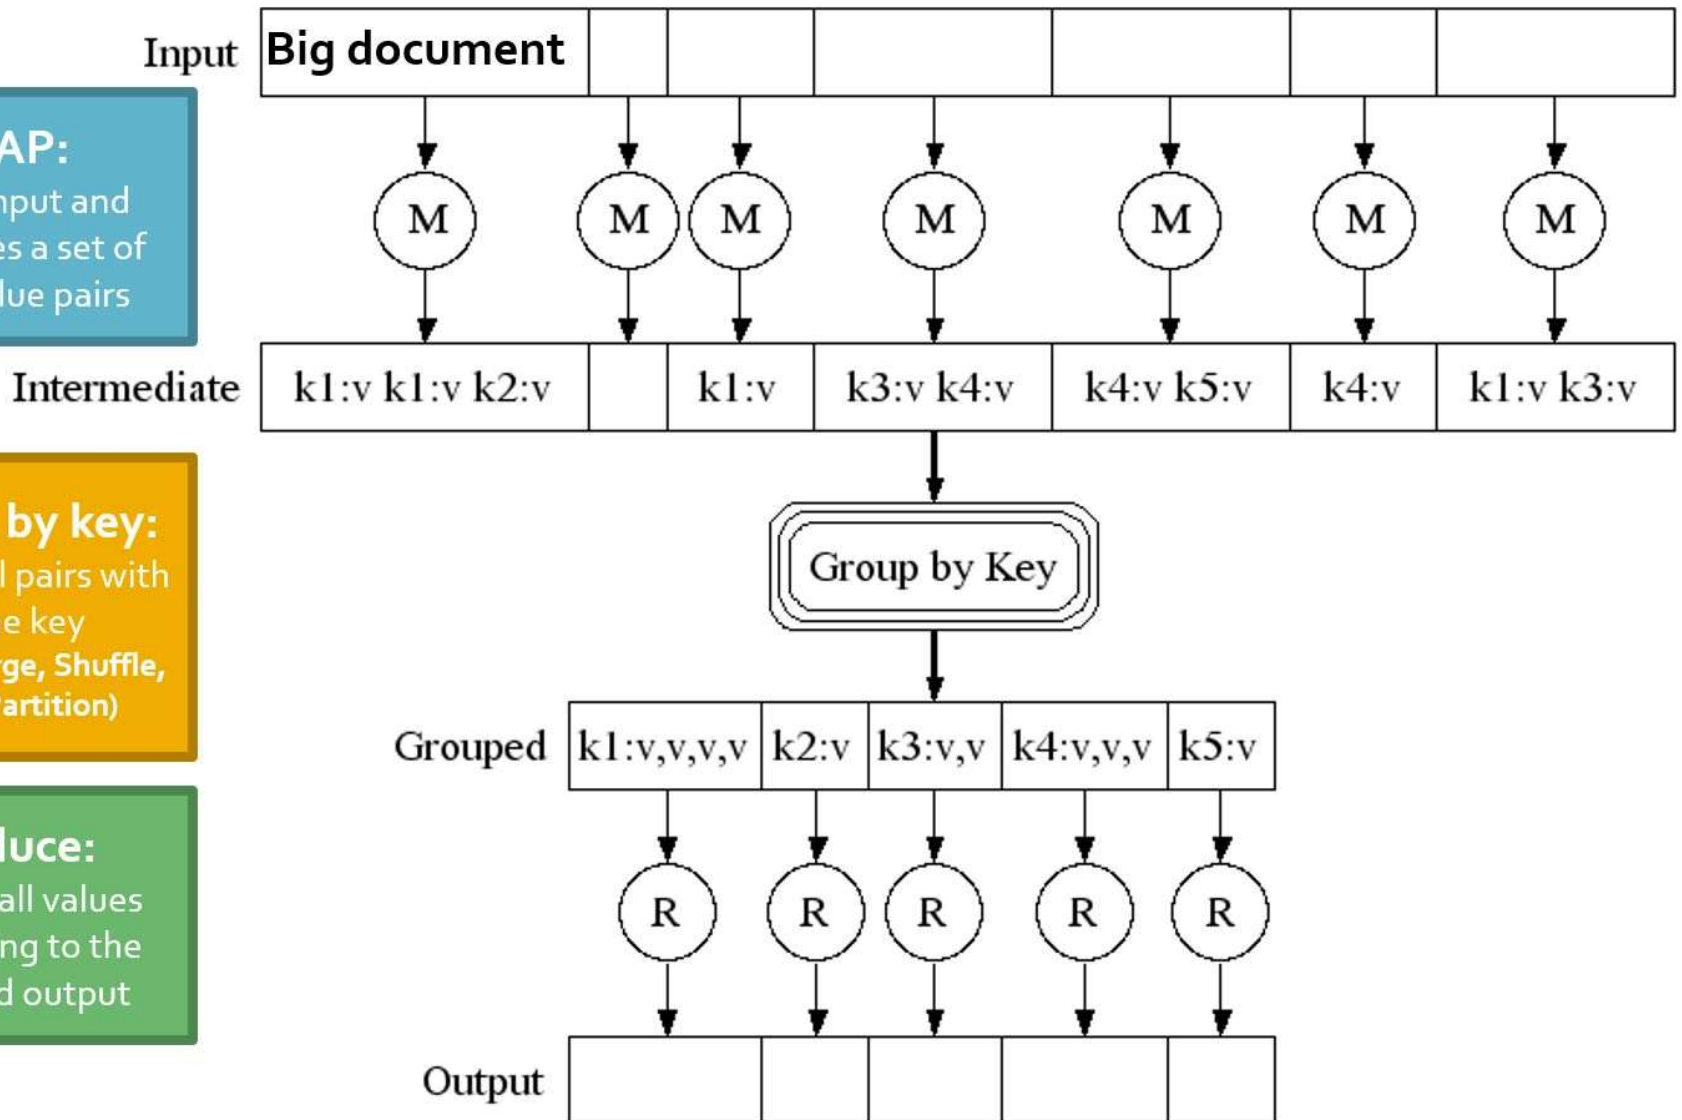 Input
Big document
AP:
nput and
es a set of
lue pairs
M M M M M M M
Intermediate
k1:v k1:v k2:v
k1:v
k3:v k4:v
k4:v k5:v
k4:v
k1:v k3:v
by key:
l pairs with
e key
rge, Shuffle,
Partition)
Group by Key
Grouped
k1:v,v,v,v
k2:v
k3:v,v
k4:v,v,v
k5:v
luce:
all values
ng to the
d output
R R R R R
Output